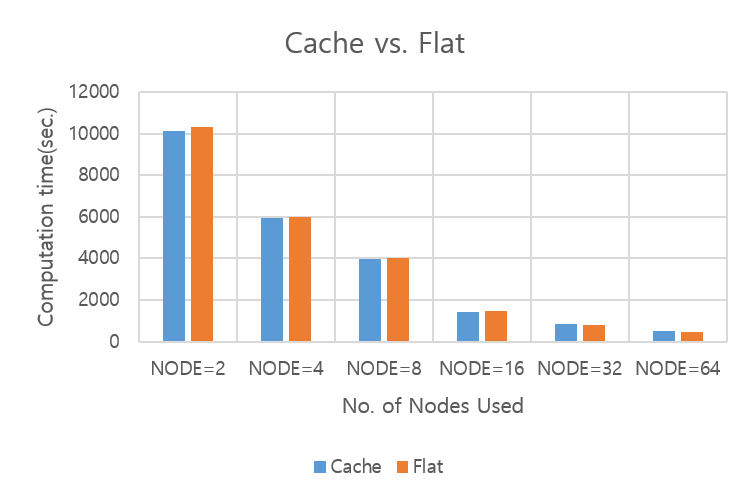 Cache vs. Flat
Computation time(sec.)
12000
10000
8000
6000
4000
2000
0
NODE=2 NODE=4 NODE=8 NODE=16 NODE=32 NODE=64
No. of Nodes Used
Cache Flat